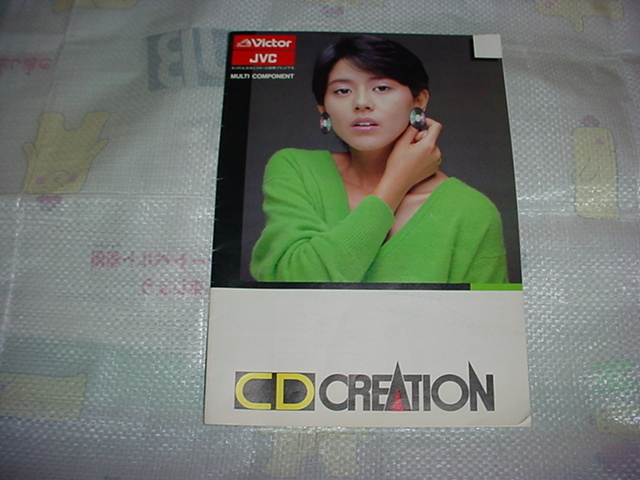 Victor
JVC
MULTI COMPONENT
CD CREATION